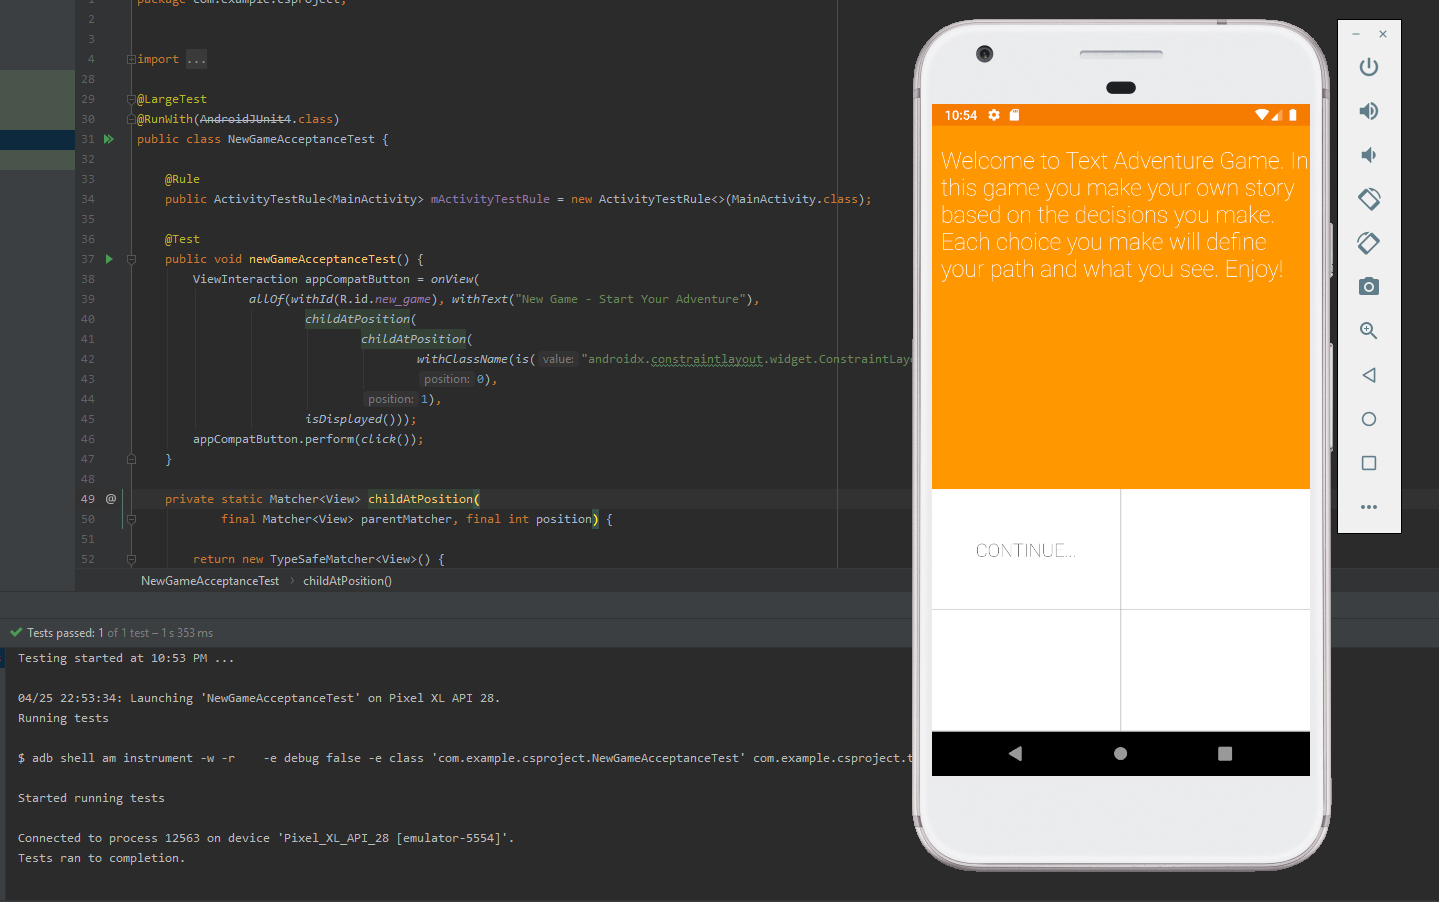 1 package com.example.csproject;
2
3
4 import ...
28
29 @LargeTest
30 @RunWith(AndroidJUnit4.class)
31 public class NewGameAcceptanceTest {
32
33 @Rule
34 public ActivityTestRule<MainActivity> mActivityTestRule = new ActivityTestRule<>(MainActivity.class);
35
36 @Test
37 public void newGameAcceptanceTest() {
38 ViewInteraction appCompatButton = onView(
39 allOf(withId(R.id.new_game), withText("New Game - Start Your Adventure"),
40 childAtPosition(
41 childAtPosition(
42 withClassName(is( value: "androidx.constraintlayout.widget.ConstraintLayo
43 position: 0),
44 position: 1),
45 isDisplayed()));
46 appCompatButton.perform(click());
47 }
48
49 @ private static Matcher<View> childAtPosition(
50 final Matcher<View> parentMatcher, final int position) {
51
52 return new TypeSafeMatcher<View>() {
NewGameAcceptanceTest › childAtPosition()
Tests passed: 1 of 1 test – 1 s 353 ms
Testing started at 10:53 PM ...
04/25 22:53:34: Launching 'NewGameAcceptanceTest' on Pixel XL API 28.
Running tests
$ adb shell am instrument -w -r    -e debug false -e class 'com.example.csproject.NewGameAcceptanceTest' com.example.csproject.t
Started running tests
Connected to process 12563 on device 'Pixel_XL_API_28 [emulator-5554]'.
Tests ran to completion.
10:54
Welcome to Text Adventure Game. In
this game you make your own story
based on the decisions you make.
Each choice you make will define
your path and what you see. Enjoy!
CONTINUE...